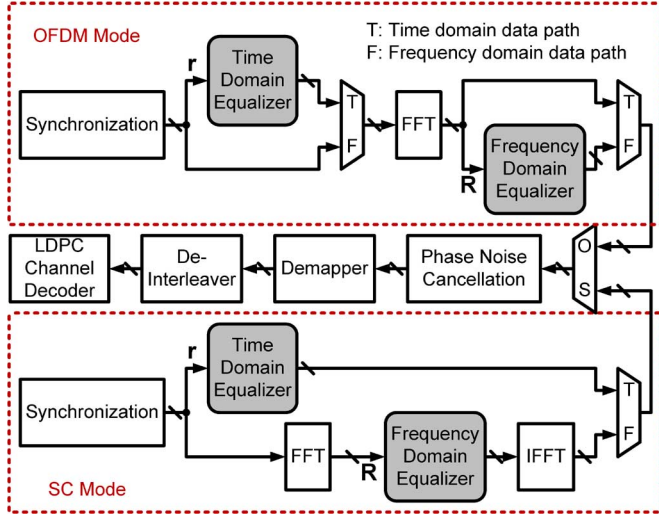 OFDM Mode
T: Time domain data path
F: Frequency domain data path
r
Time
Domain
Equalizer
Synchronization
T
F
FFT
R
Frequency
Domain
Equalizer
T
F
LDPC
Channel
Decoder
De-
Interleaver
Demapper
Phase Noise
Cancellation
O
S
r
Time
Domain
Equalizer
Synchronization
FFT
R
Frequency
Domain
Equalizer
IFFT
T
F
SC Mode